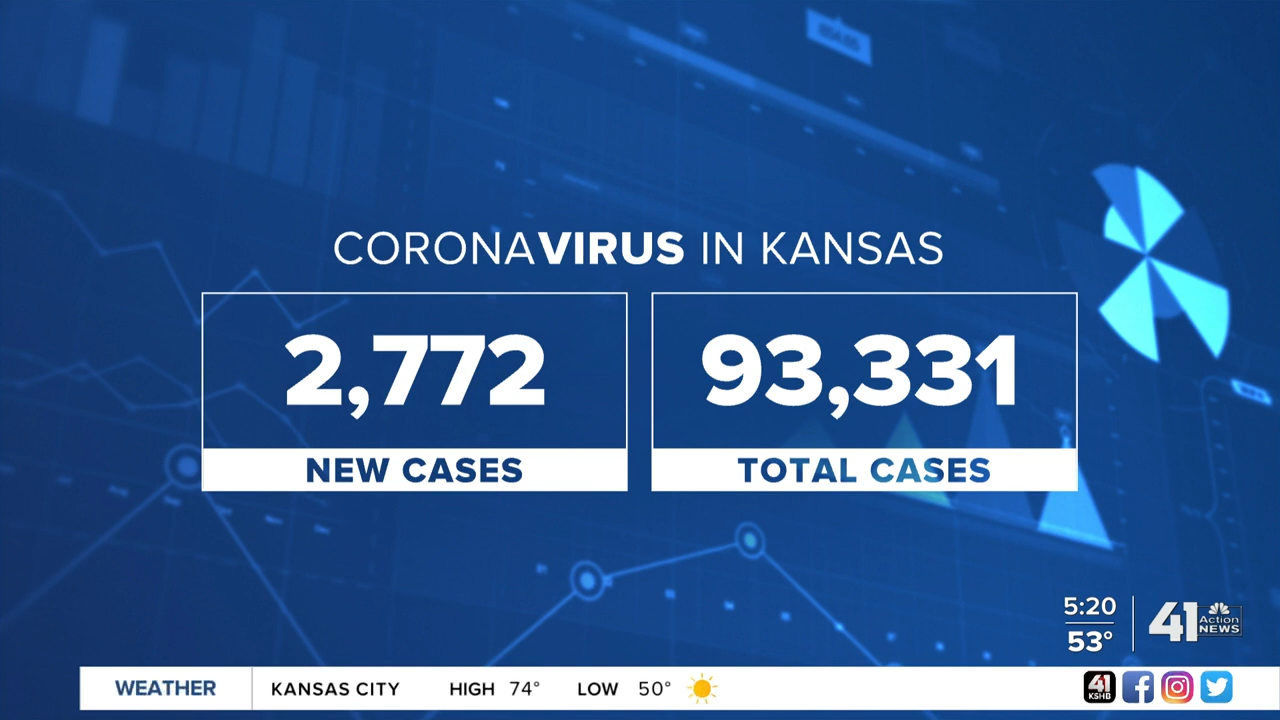 CORONAVIRUS IN KANSAS
2,772
NEW CASES
93,331
TOTAL CASES
5:20
53°
41 Action NEWS
WEATHER KANSAS CITY HIGH 74° LOW 50°
41 KSHB